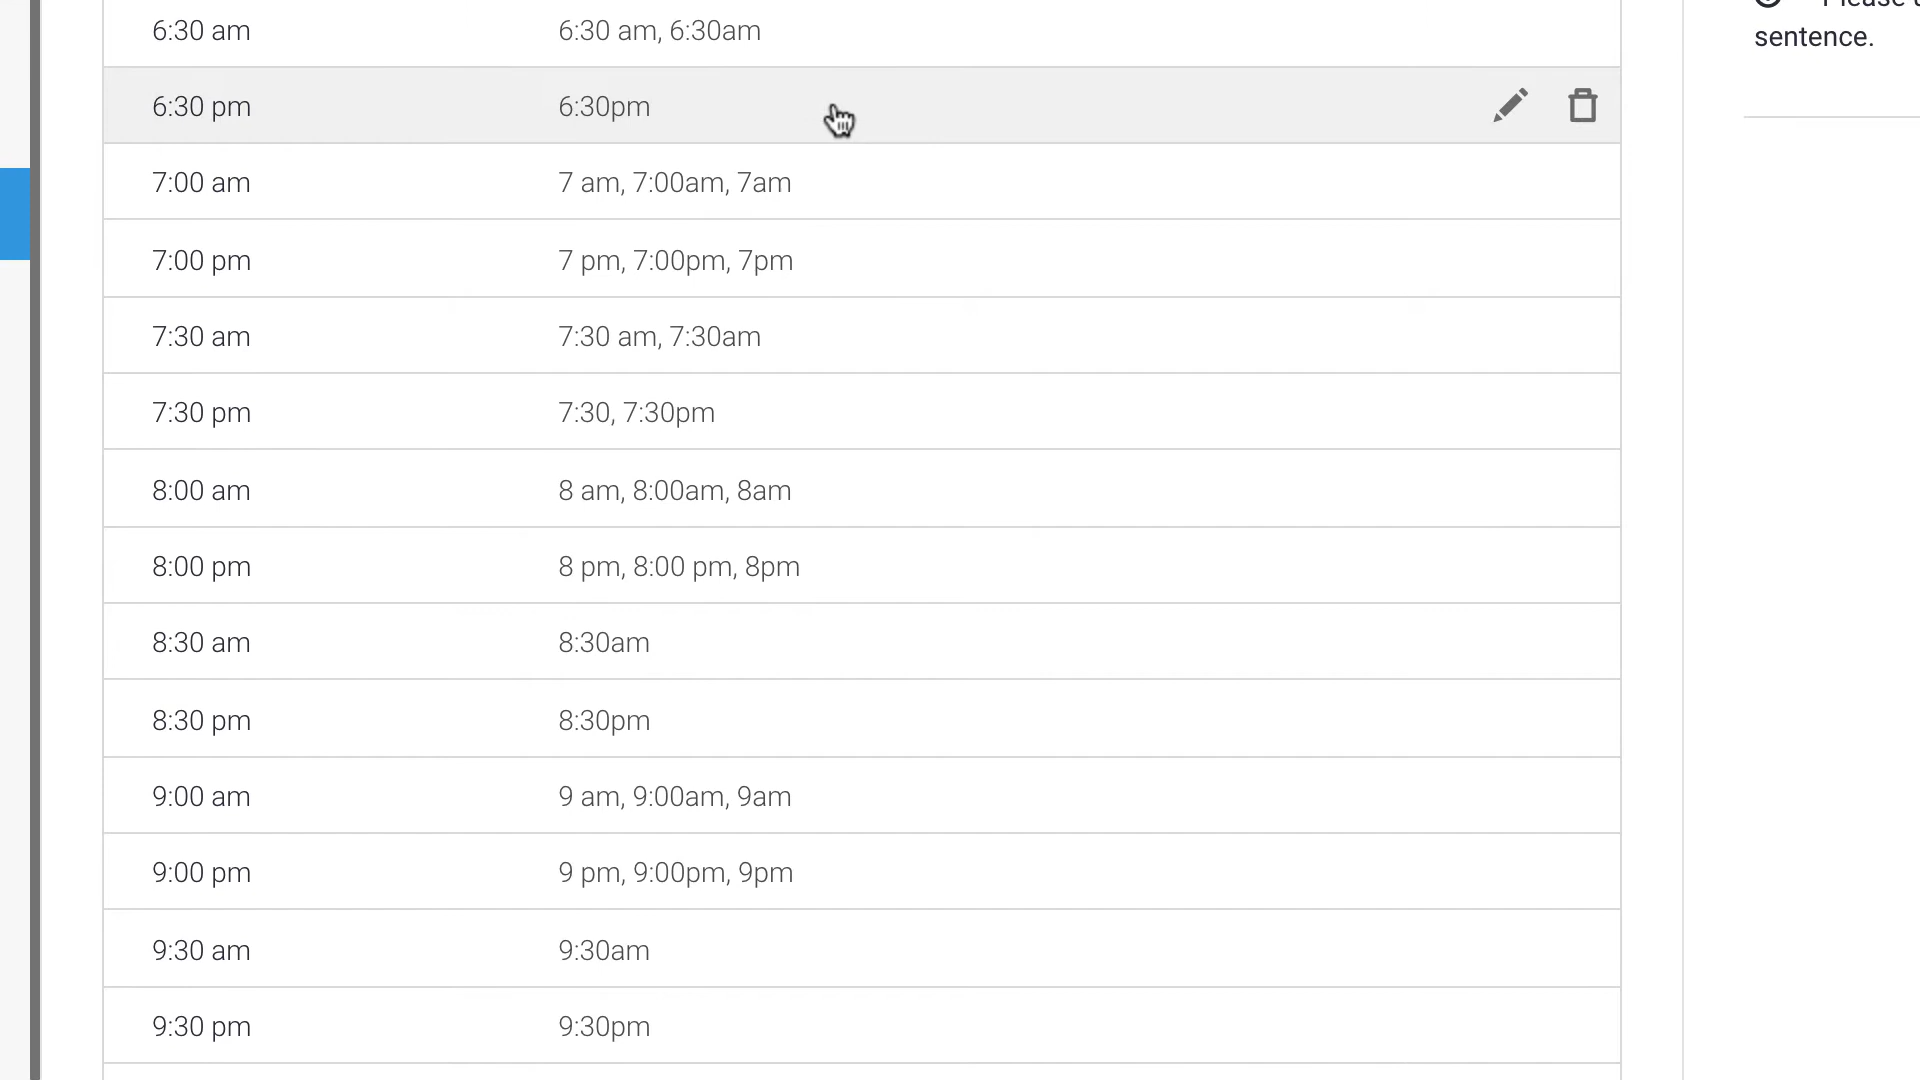 Please
sentence.
6:30 am 6:30 am, 6:30am
6:30 pm 6:30pm
7:00 am 7 am, 7:00am, 7am
7:00 pm 7 pm, 7:00pm, 7pm
7:30 am 7:30 am, 7:30am
7:30 pm 7:30, 7:30pm
8:00 am 8 am, 8:00am, 8am
8:00 pm 8 pm, 8:00 pm, 8pm
8:30 am 8:30am
8:30 pm 8:30pm
9:00 am 9 am, 9:00am, 9am
9:00 pm 9 pm, 9:00pm, 9pm
9:30 am 9:30am
9:30 pm 9:30pm